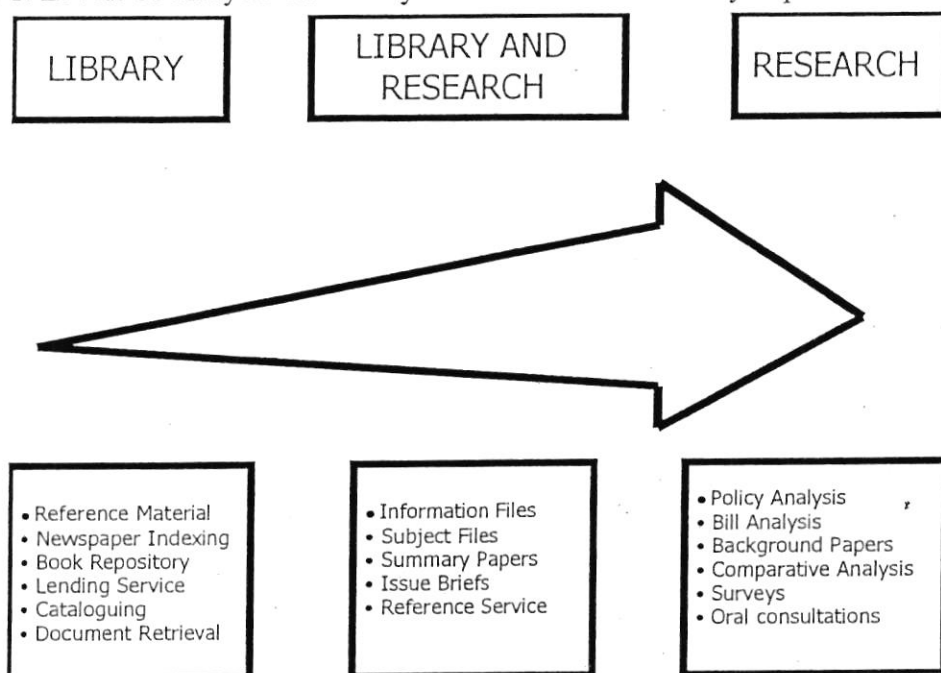 LIBRARY
LIBRARY AND
RESEARCH
RESEARCH
• Reference Material
• Newspaper Indexing
• Book Repository
• Lending Service
• Cataloguing
• Document Retrieval
• Information Files
• Subject Files
• Summary Papers
• Issue Briefs
• Reference Service
• Policy Analysis
• Bill Analysis
• Background Papers
• Comparative Analysis
• Surveys
• Oral consultations